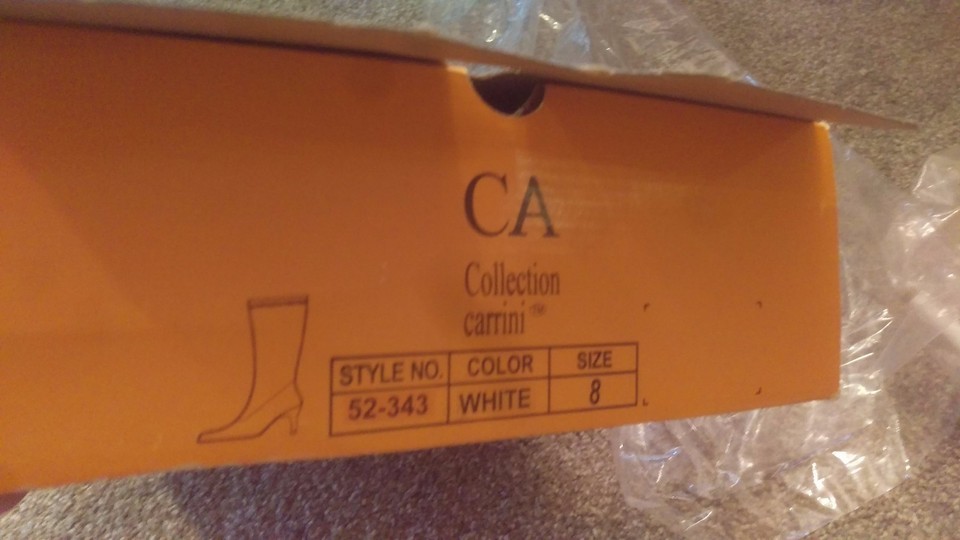 CA
Collection
carrini™
STYLE NO. COLOR SIZE
52-343 WHITE 8